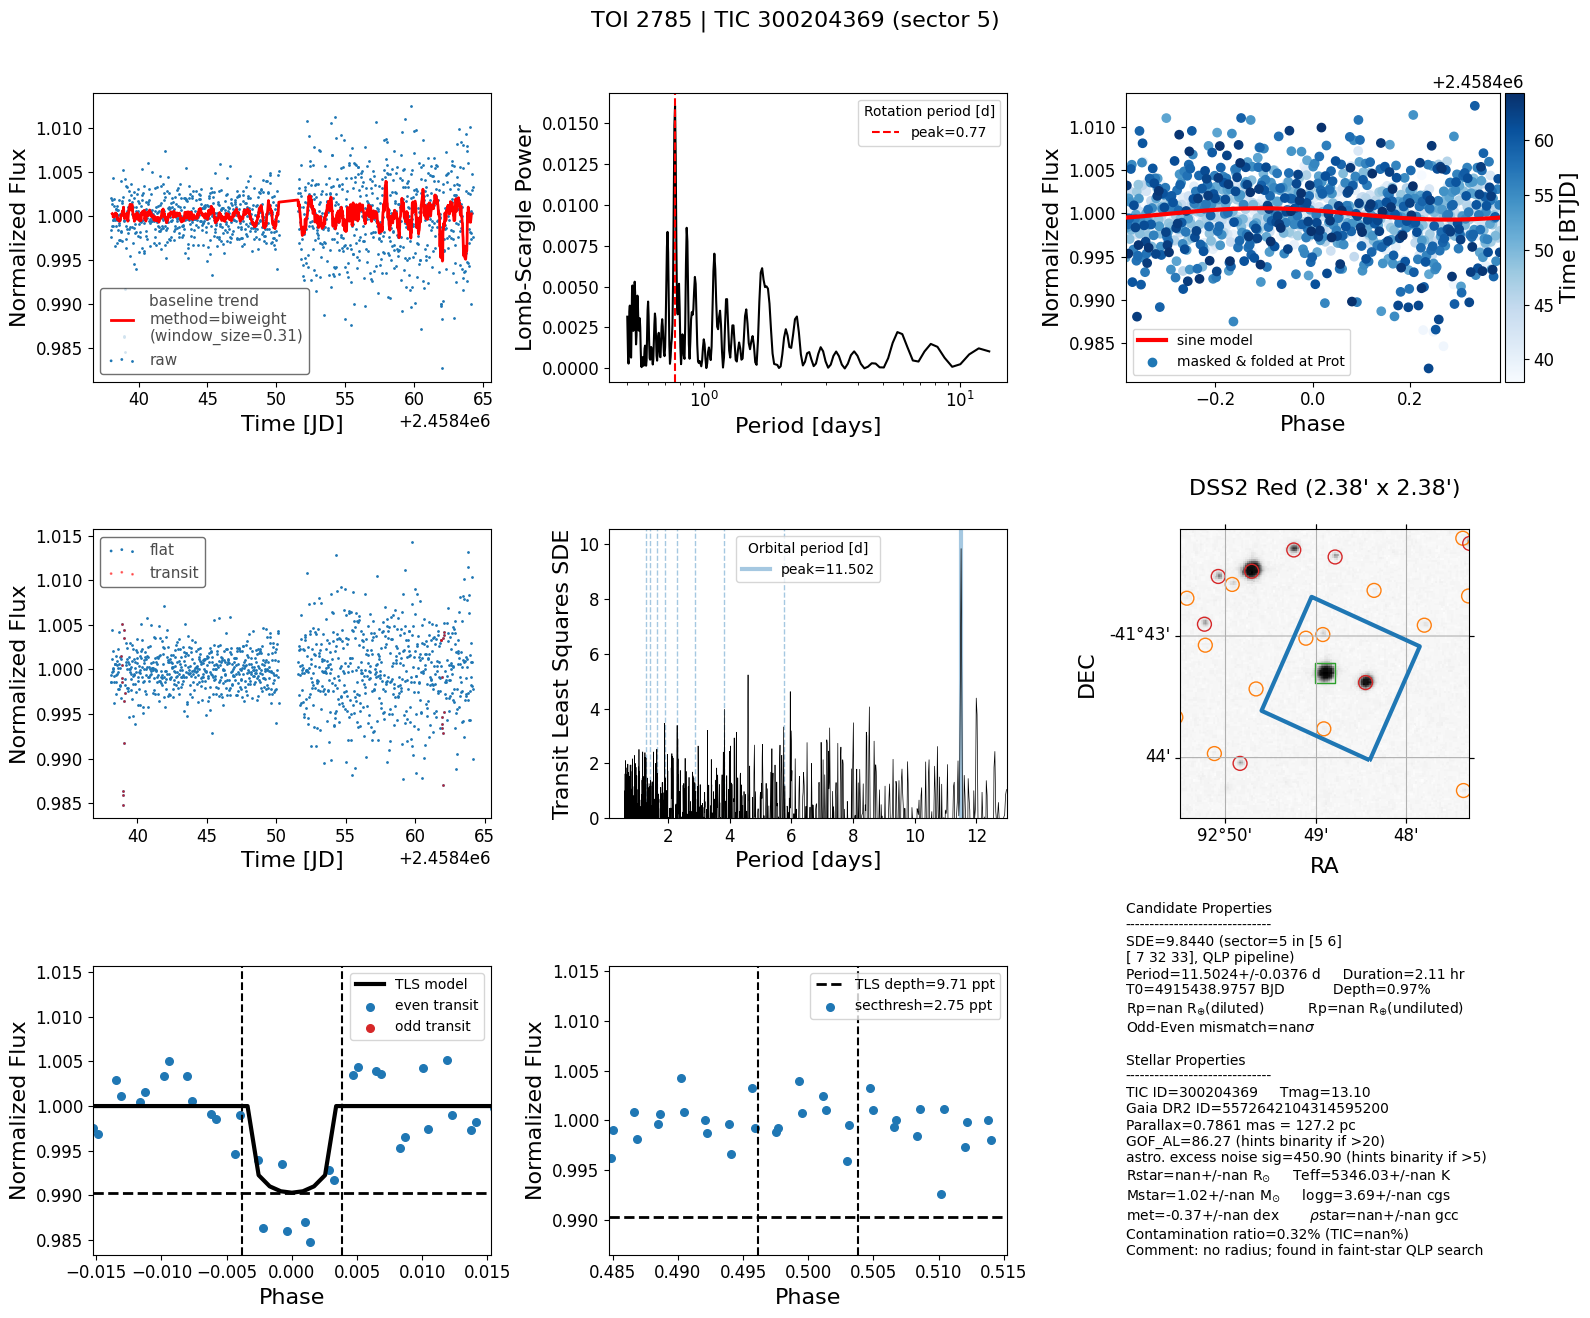 TOI 2785 | TIC 300204369 (sector 5)
Normalized Flux
1.010
1.005
1.000
0.995
0.990
0.985
baseline trend
method=biweight
(window_size=0.31)
raw
40 45 50 55 60 65
Time [JD]
+2.4584e6
Lomb-Scargle Power
0.0150
0.0125
0.0100
0.0075
0.0050
0.0025
0.0000
Rotation period [d]
peak=0.77
10⁰ 10¹
Period [days]
+2.4584e6
Normalized Flux
1.010
1.005
1.000
0.995
0.990
0.985
sine model
masked & folded at Prot
−0.2 0.0 0.2
Phase
60
55
50
45
40
Time [BTJD]
Normalized Flux
1.015
1.010
1.005
1.000
0.995
0.990
0.985
flat
transit
40 45 50 55 60 65
Time [JD]
+2.4584e6
Transit Least Squares SDE
10
8
6
4
2
0
Orbital period [d]
peak=11.502
2 4 6 8 10 12
Period [days]
DSS2 Red (2.38' x 2.38')
DEC
-41°43'
44'
92°50' 49' 48'
RA
Normalized Flux
1.015
1.010
1.005
1.000
0.995
0.990
0.985
TLS model
even transit
odd transit
−0.015 −0.010 −0.005 0.000 0.005 0.010 0.015
Phase
Normalized Flux
1.015
1.010
1.005
1.000
0.995
0.990
TLS depth=9.71 ppt
secthresh=2.75 ppt
0.485 0.490 0.495 0.500 0.505 0.510 0.515
Phase
Candidate Properties
-------------------------------
SDE=9.8440 (sector=5 in [5 6]
[ 7 32 33], QLP pipeline)
Period=11.5024+/-0.0376 d Duration=2.11 hr
T0=4915438.9757 BJD Depth=0.97%
Rp=nan R⊕(diluted) Rp=nan R⊕(undiluted)
Odd-Even mismatch=nanσ
Stellar Properties
-------------------------------
TIC ID=300204369 Tmag=13.10
Gaia DR2 ID=5572642104314595200
Parallax=0.7861 mas = 127.2 pc
GOF_AL=86.27 (hints binarity if >20)
astro. excess noise sig=450.90 (hints binarity if >5)
Rstar=nan+/-nan R⊙ Teff=5346.03+/-nan K
Mstar=1.02+/-nan M⊙ logg=3.69+/-nan cgs
met=-0.37+/-nan dex ρstar=nan+/-nan gcc
Contamination ratio=0.32% (TIC=nan%)
Comment: no radius; found in faint-star QLP search